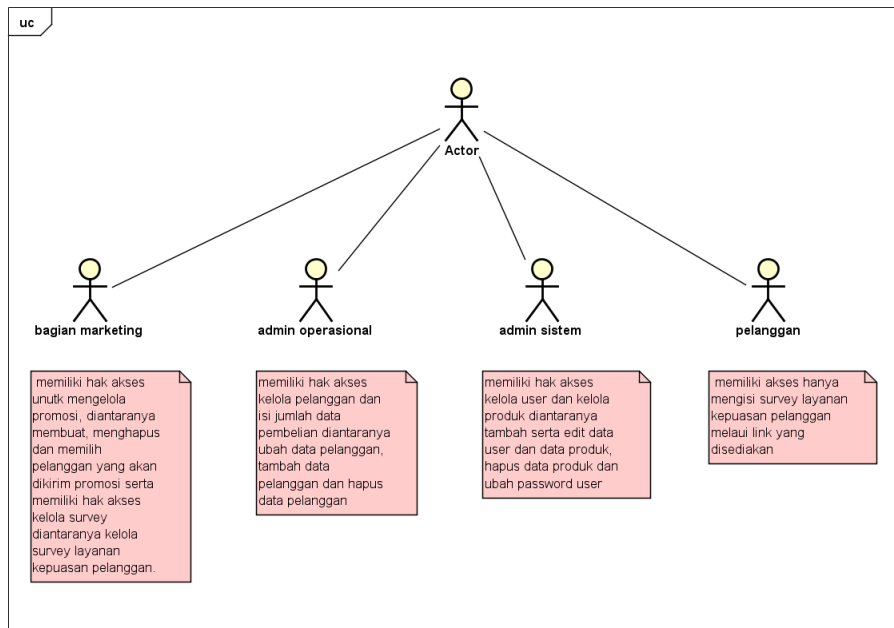 uc
Actor
bagian marketing
admin operasional
admin sistem
pelanggan
memiliki hak akses
unutk mengelola
promosi, diantaranya
membuat, menghapus
dan memilih
pelanggan yang akan
dikirim promosi serta
memiliki hak akses
kelola survey
diantaranya kelola
survey layanan
kepuasan pelanggan.
memiliki hak akses
kelola pelanggan dan
isi jumlah data
pembelian diantaranya
ubah data pelanggan,
tambah data
pelanggan dan hapus
data pelanggan
memiliki hak akses
kelola user dan kelola
produk diantaranya
tambah serta edit data
user dan data produk,
hapus data produk dan
ubah password user
memiliki akses hanya
mengisi survey layanan
kepuasan pelanggan
melaui link yang
disediakan